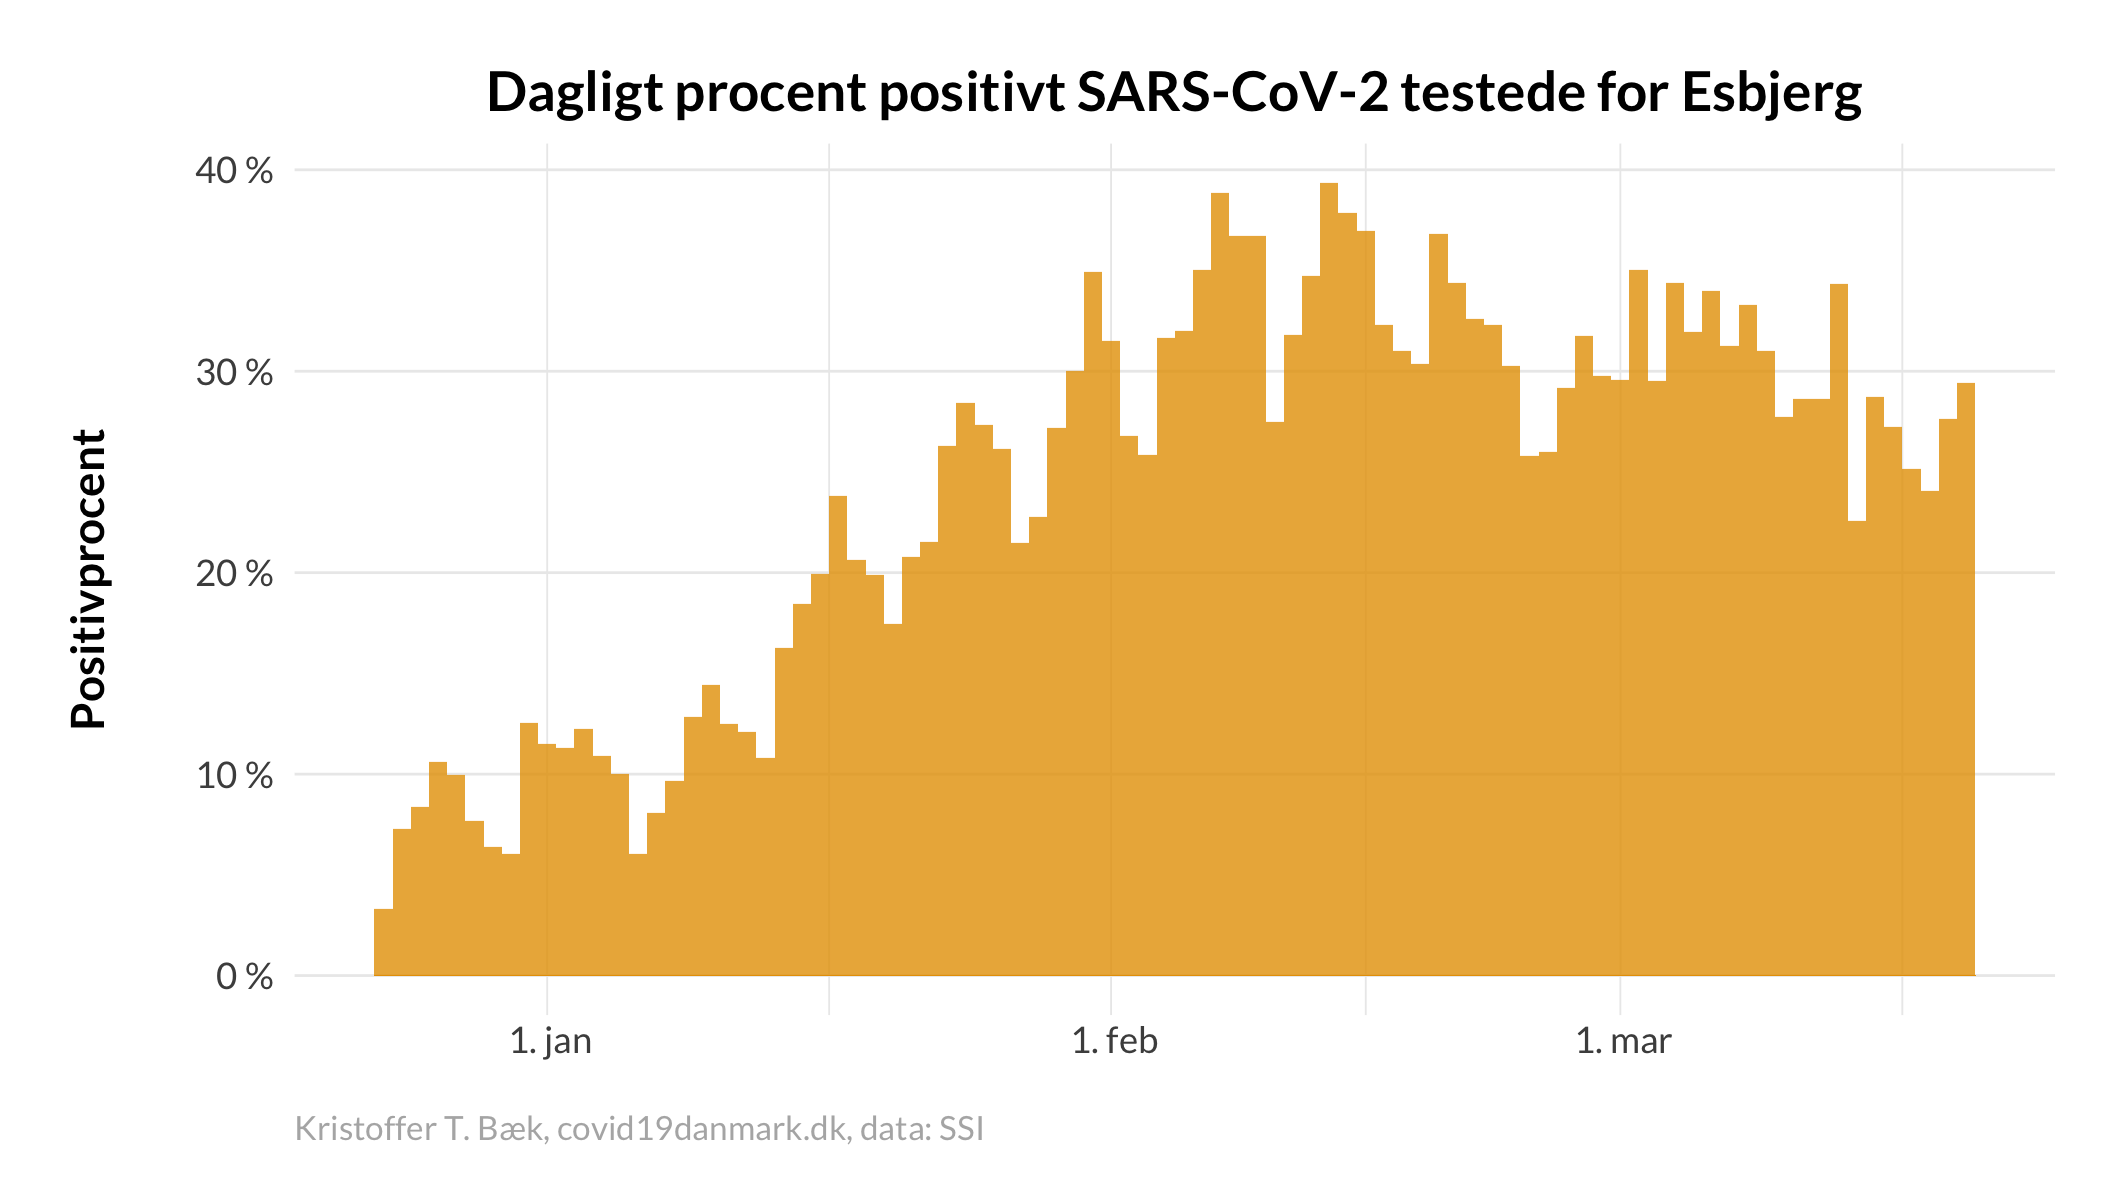 Dagligt procent positivt SARS-CoV-2 testede for Esbjerg
Positivprocent
40 %
30 %
20 %
10 %
0 %
1. jan
1. feb
1. mar
Kristoffer T. Bæk, covid19danmark.dk, data: SSI